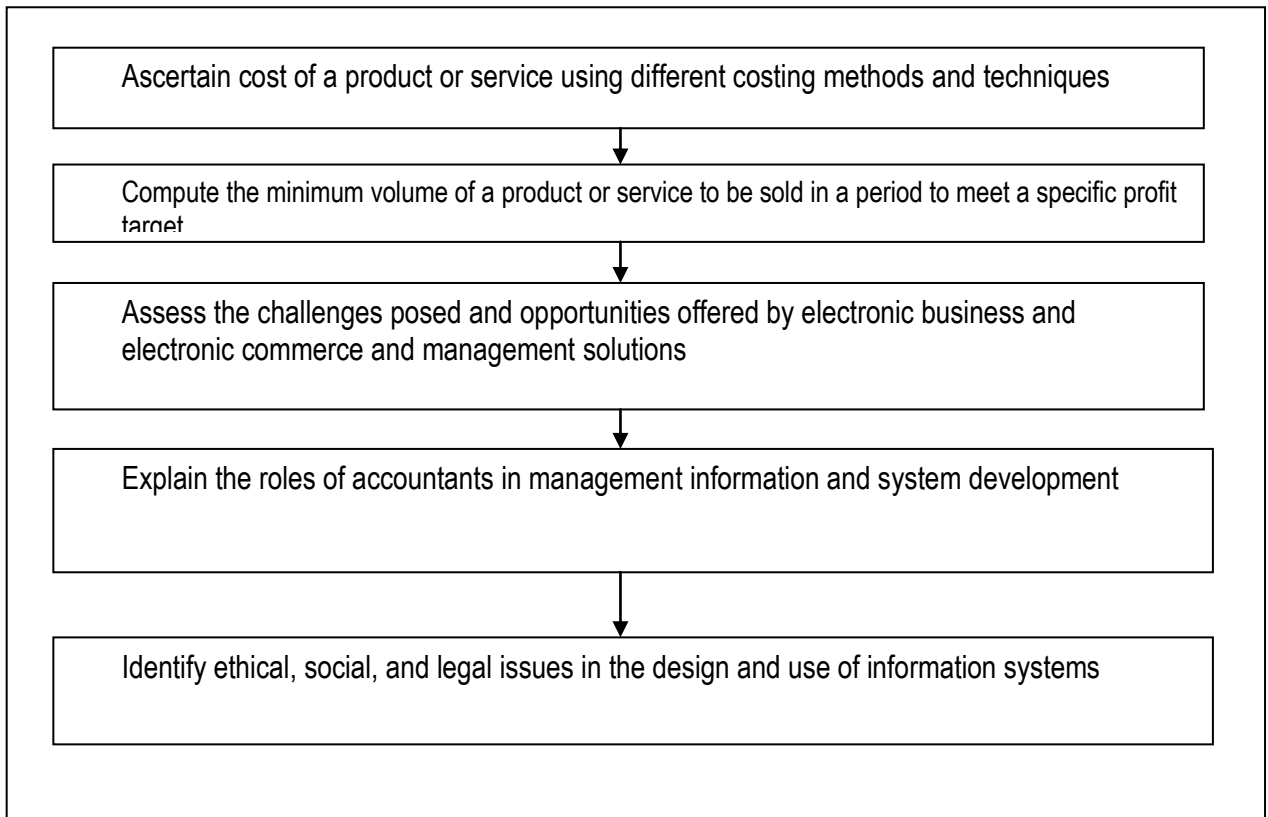 Ascertain cost of a product or service using different costing methods and techniques
Compute the minimum volume of a product or service to be sold in a period to meet a specific profit
target
Assess the challenges posed and opportunities offered by electronic business and
electronic commerce and management solutions
Explain the roles of accountants in management information and system development
Identify ethical, social, and legal issues in the design and use of information systems